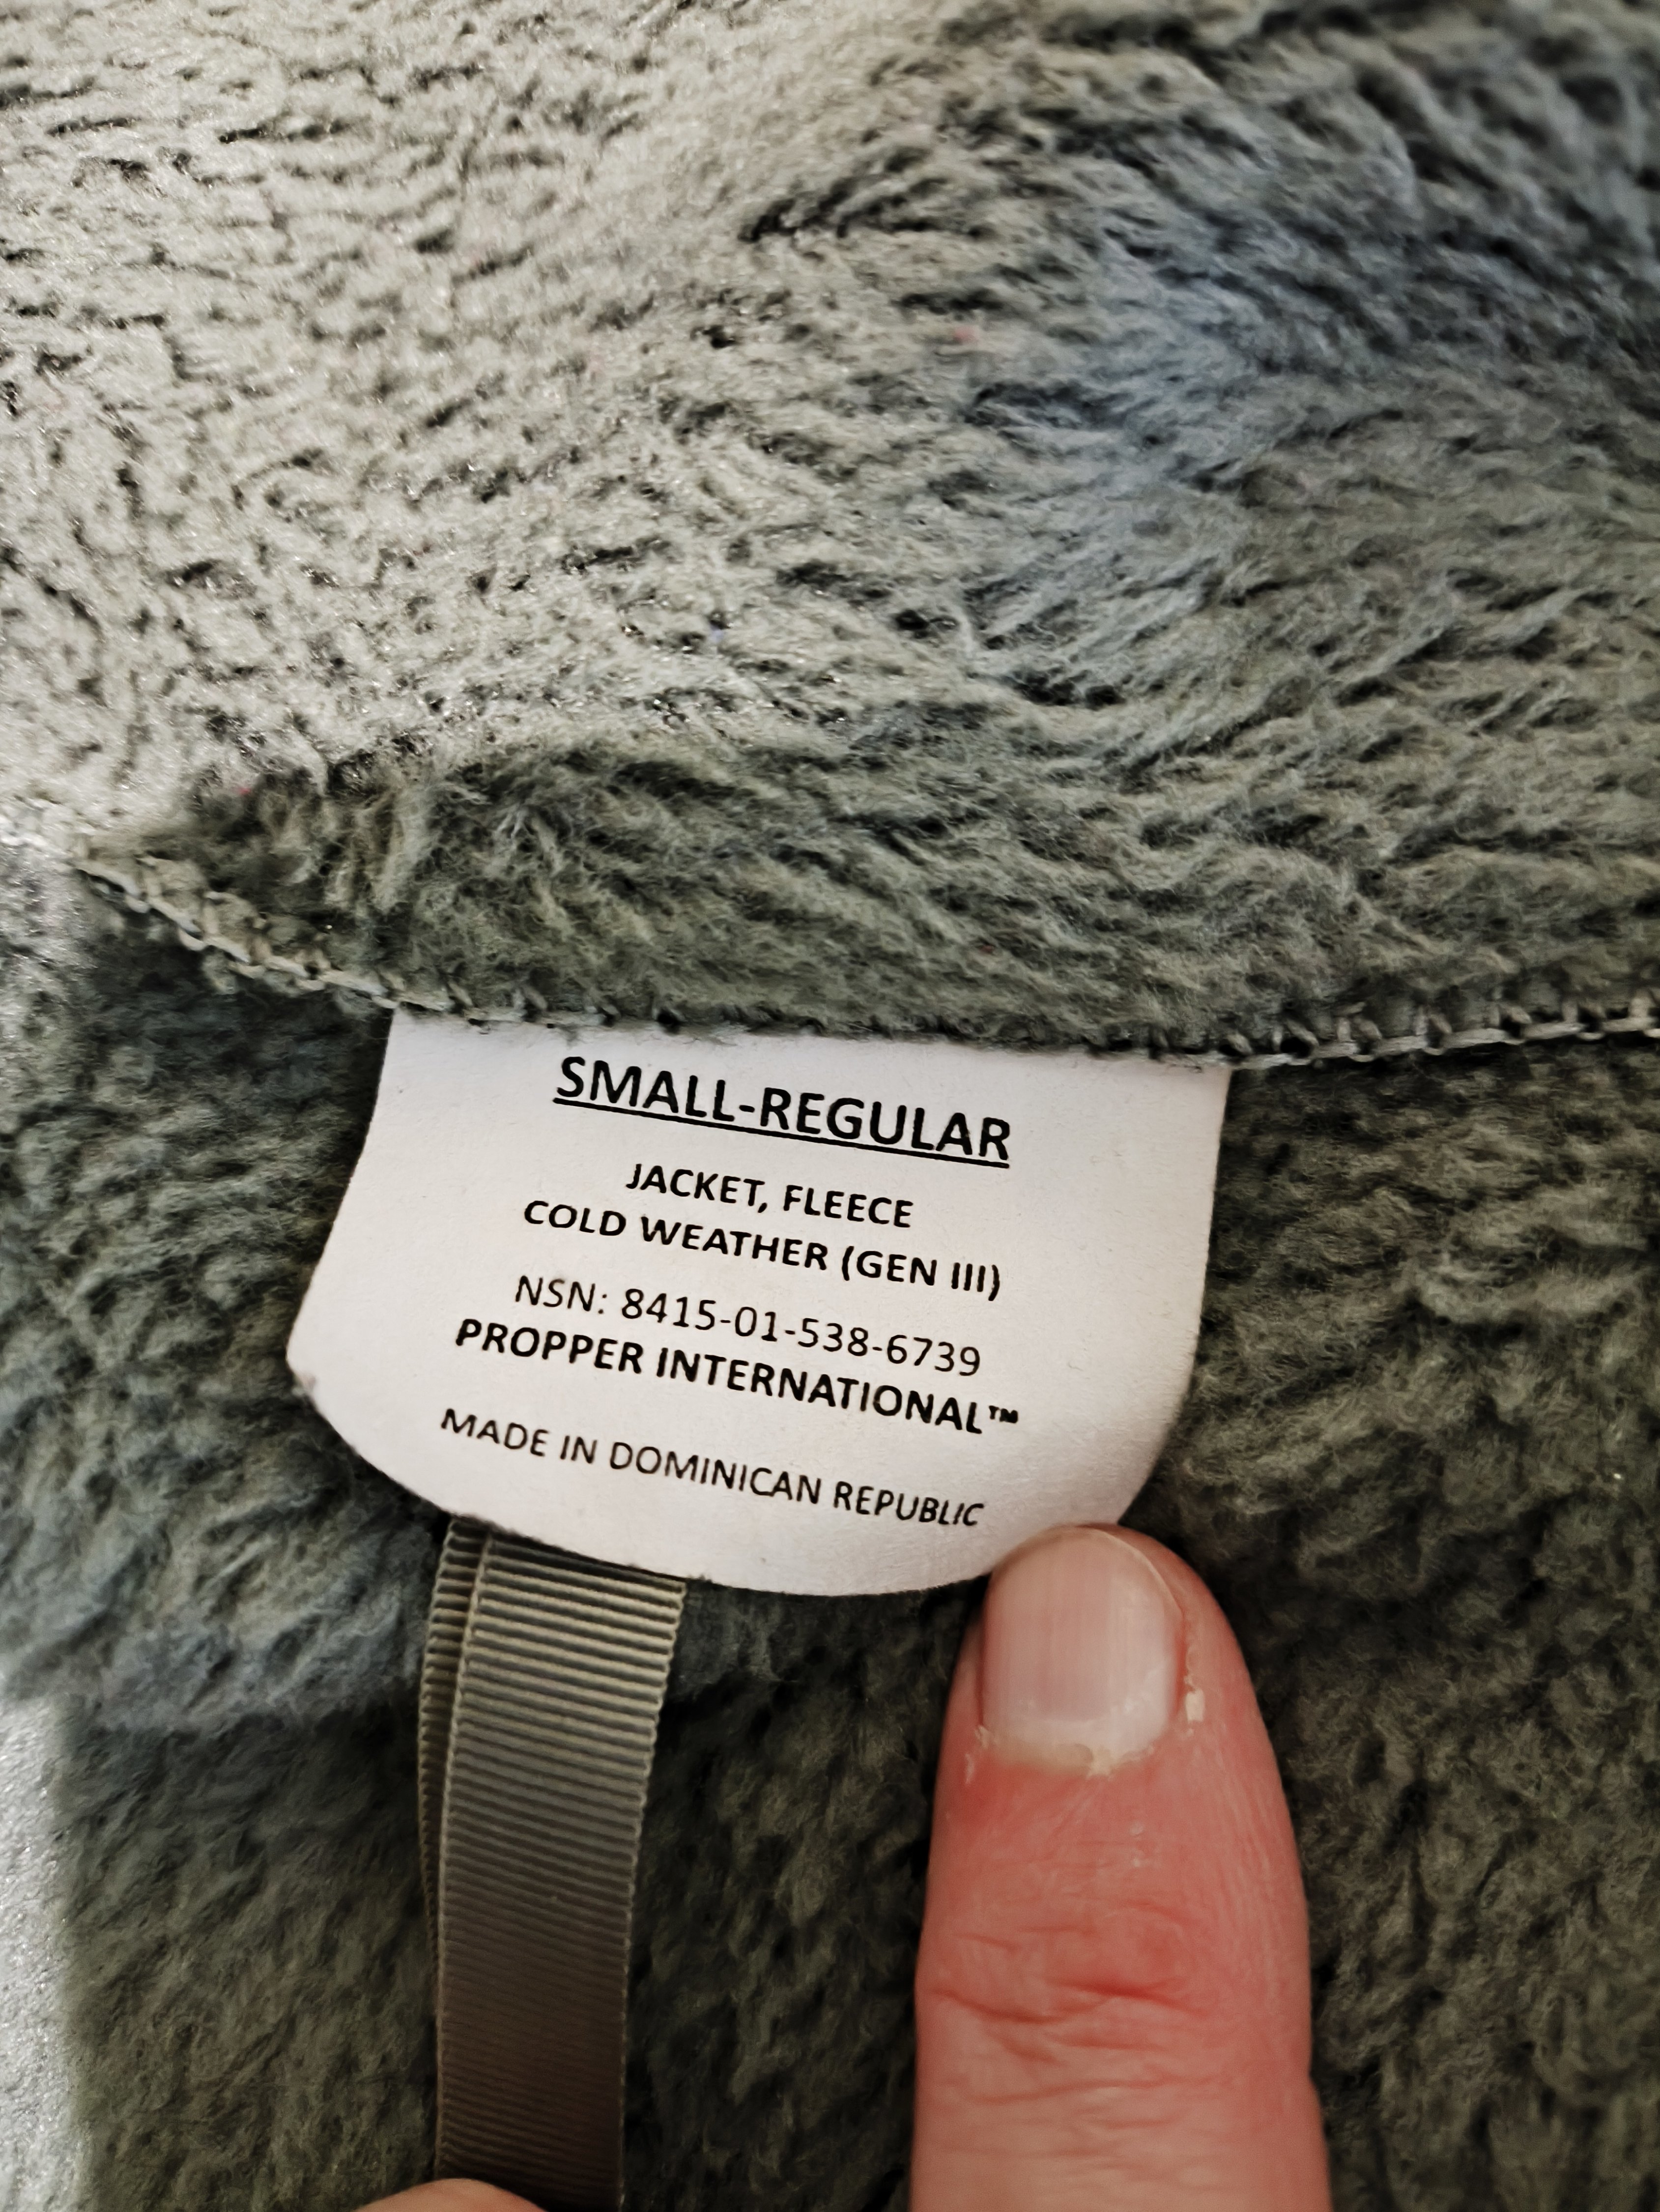 SMALL-REGULAR
JACKET, FLEECE
COLD WEATHER (GEN III)
NSN: 8415-01-538-6739
PROPPER INTERNATIONAL™
MADE IN DOMINICAN REPUBLIC